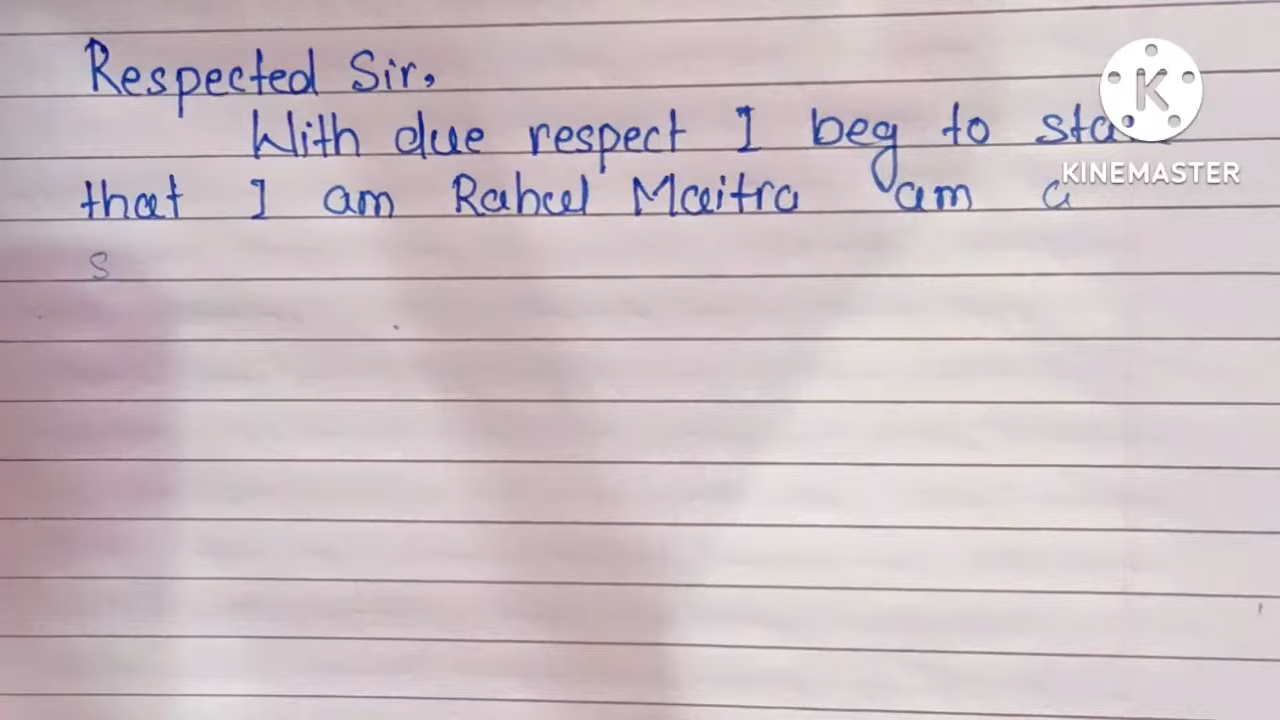 Respected Sir,
With due respect I beg to
that I am Rahul Maitra am a
s
K
KINEMASTER